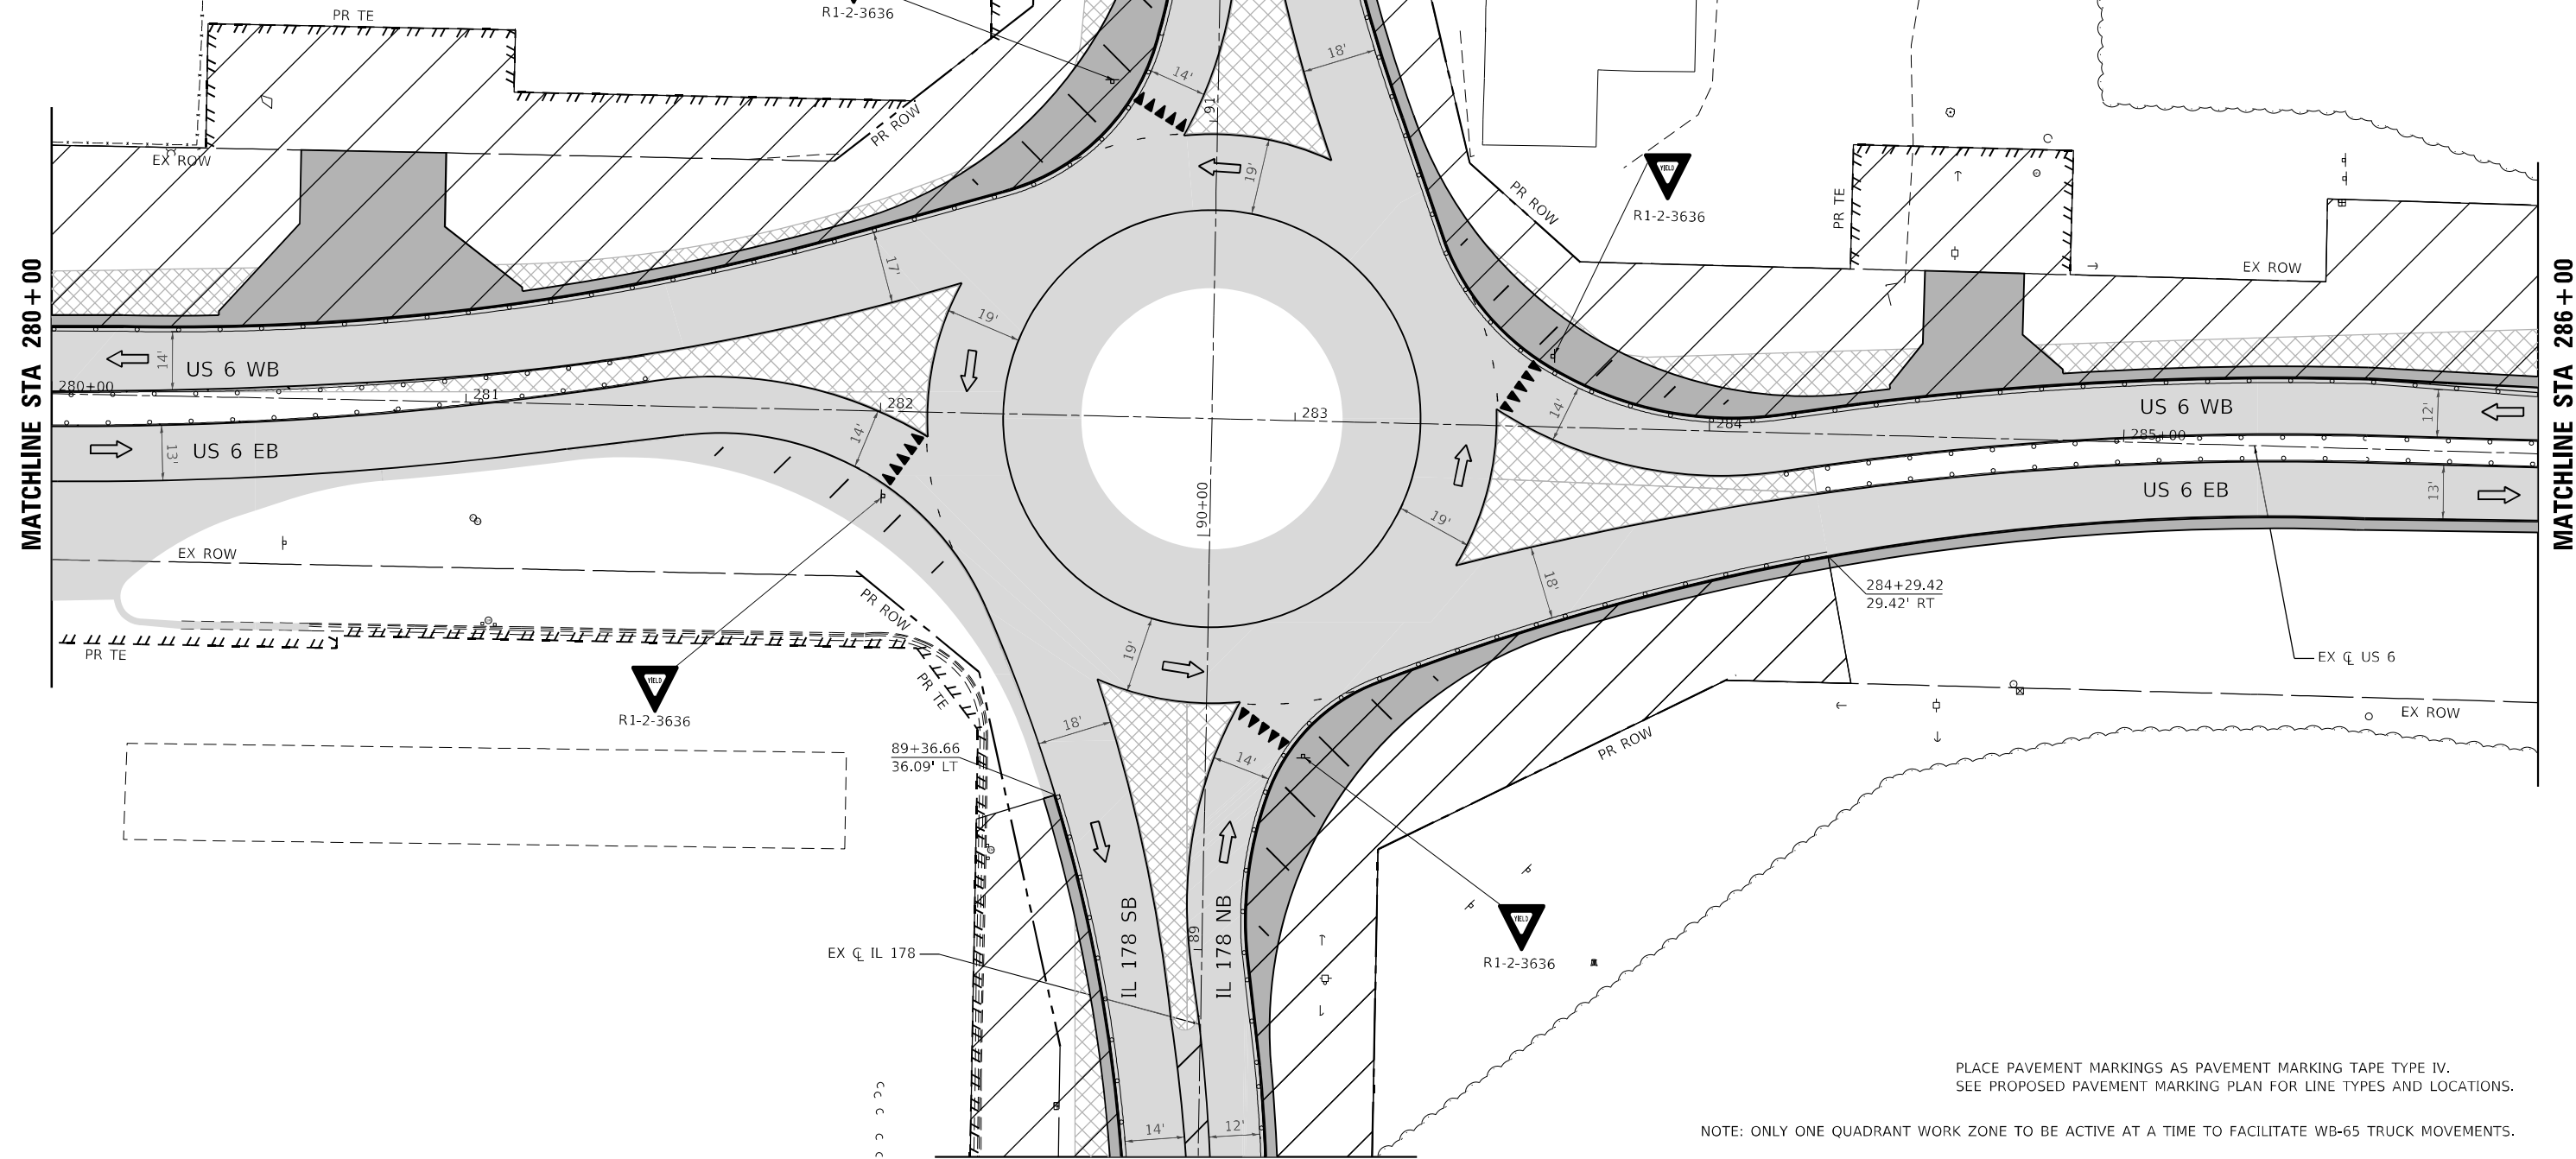 R1-2-3636
PR TE
18'
14'
91
PR ROW
EX ROW
19'
YIELD
R1-2-3636
PR ROW
PR TE
EX ROW
17'
19'
14'
US 6 WB
280+00
281
282
283
284
285+00
US 6 WB
12'
14'
14'
13'
US 6 EB
US 6 EB
13'
MATCHLINE STA 280+00
MATCHLINE STA 286+00
L90+00
19'
18'
EX ROW
PR ROW
PR TE
PR TE
19'
284+29.42
29.42' RT
EX ℄ US 6
EX ROW
YIELD
R1-2-3636
18'
14'
89+36.66
36.09' LT
PR ROW
YIELD
R1-2-3636
EX ℄ IL 178
IL 178 SB
89
IL 178 NB
14'
12'
PLACE PAVEMENT MARKINGS AS PAVEMENT MARKING TAPE TYPE IV.
SEE PROPOSED PAVEMENT MARKING PLAN FOR LINE TYPES AND LOCATIONS.
NOTE: ONLY ONE QUADRANT WORK ZONE TO BE ACTIVE AT A TIME TO FACILITATE WB-65 TRUCK MOVEMENTS.